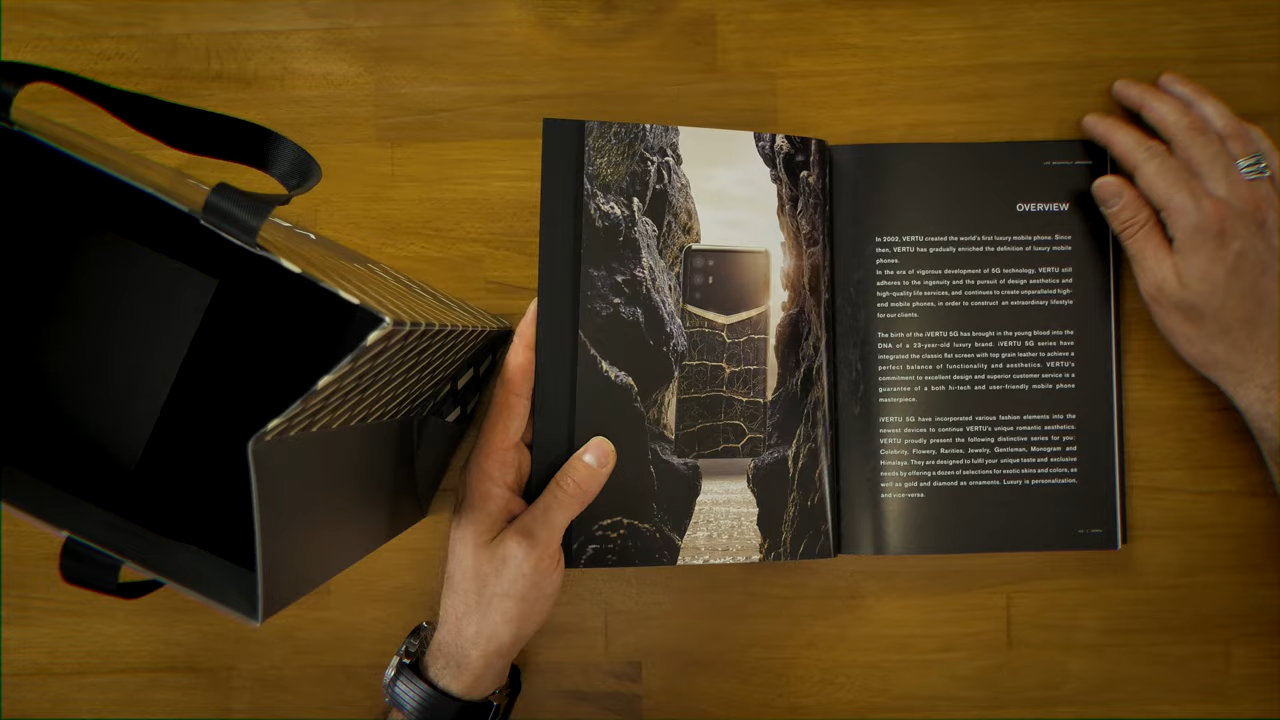 OVERVIEW
In 2002, VERTU created the world's first luxury mobile phone. Since
then, VERTU has gradually enriched the definition of luxury mobile
phones.
In the era of vigorous development of 5G technology, VERTU still
adheres to the ingenuity and the pursuit of design aesthetics and
high-quality life services, and continues to create unparalleled high-
end mobile phones, in order to construct an extraordinary lifestyle
for our clients.
The birth of the iVERTU 5G has brought in the young blood into the
DNA of a 23-year-old luxury brand. iVERTU 5G series have
integrated the classic flat screen with top grain leather to achieve a
perfect balance of functionality and aesthetics. VERTU's
commitment to excellent design and superior customer service is a
guarantee of a both hi-tech and user-friendly mobile phone
masterpiece.
iVERTU 5G have incorporated various fashion elements into the
newest devices to continue VERTU's unique romantic aesthetics.
VERTU proudly present the following distinctive series for you:
Celebrity, Flowery, Rarities, Jewelry, Gentleman, Monogram and
Himalaya. They are designed to fulfil your unique taste and exclusive
needs by offering a dozen of selections for exotic skins and colors, as
well as gold and diamond as ornaments. Luxury is personalization,
and vice-versa.